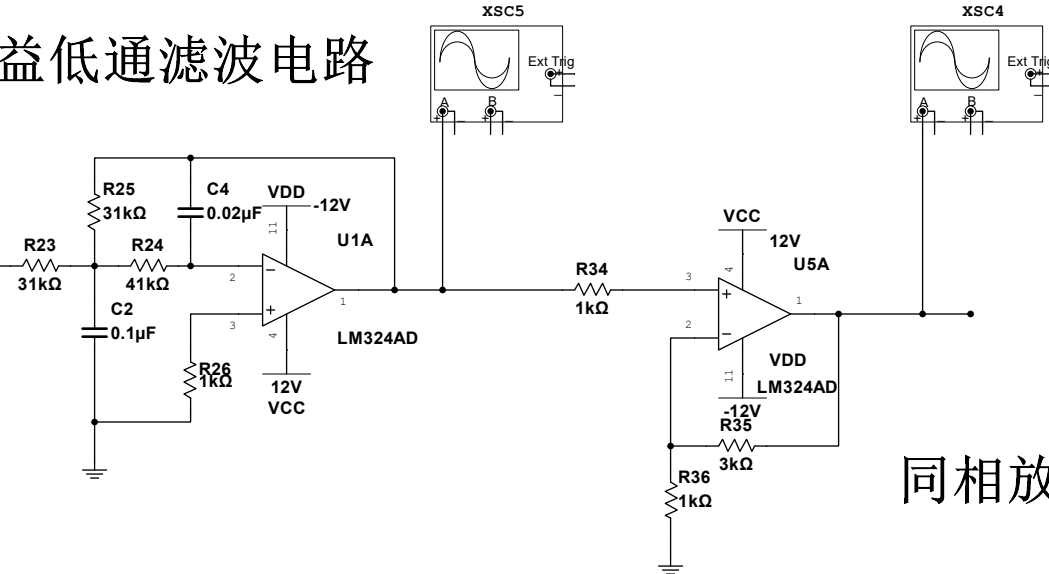 XSC5
XSC4
益低通滤波电路
Ext Trig
+
−
A
B
+ −
+ −
Ext Trig
+
−
A
B
+ −
+ −
R25
31kΩ
C4
0.02µF
VDD
-12V
11
U1A
R23
31kΩ
R24
41kΩ
2
−
+
3
1
4
LM324AD
C2
0.1µF
R26
1kΩ
12V
VCC
VCC
12V
4
U5A
R34
1kΩ
3
+
1
2
−
11
VDD
LM324AD
-12V
R35
3kΩ
R36
1kΩ
同相放